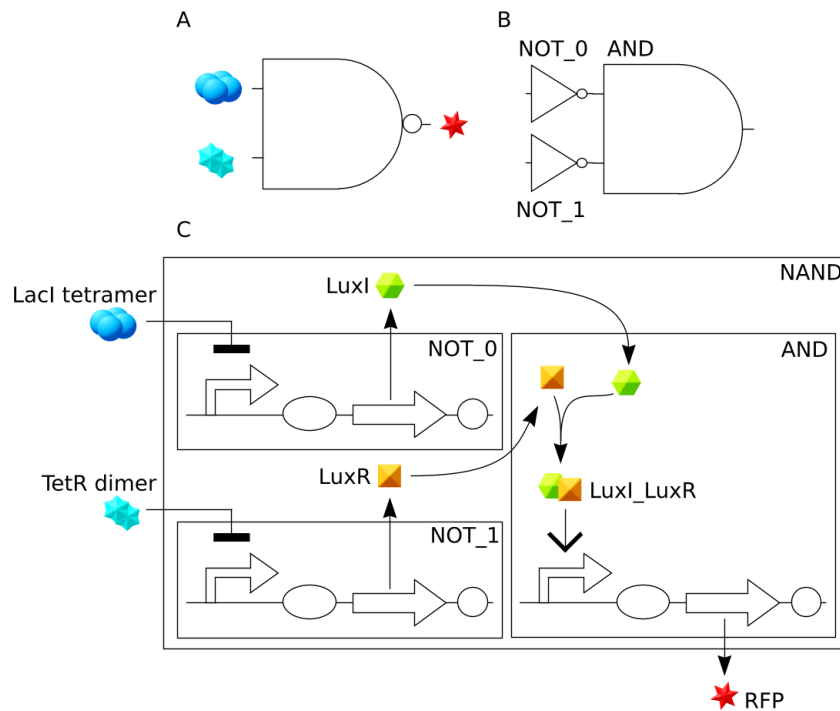 A
B
NOT_0
AND
NOT_1
C
NAND
LuxI
LacI tetramer
NOT_0
AND
LuxR
TetR dimer
LuxI_LuxR
NOT_1
RFP